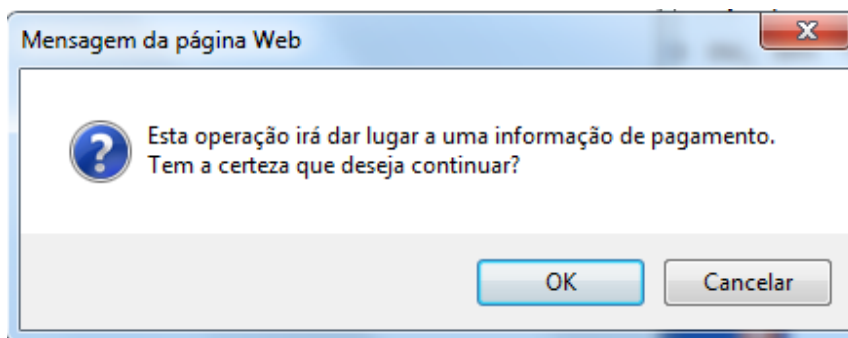 Mensagem da página Web
Esta operação irá dar lugar a uma informação de pagamento.
Tem a certeza que deseja continuar?
OK
Cancelar